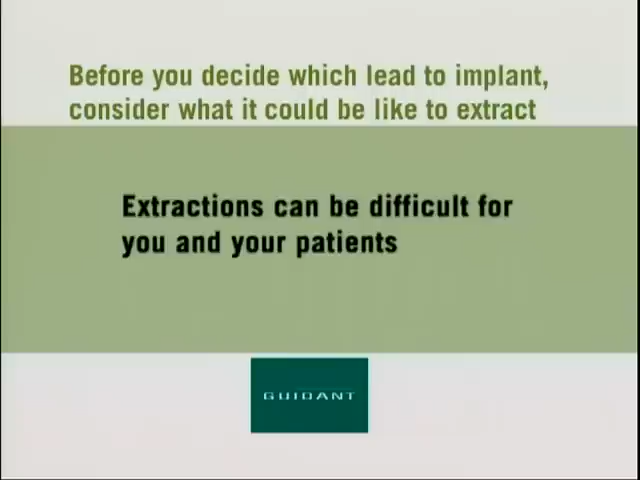 Before you decide which lead to implant,
consider what it could be like to extract
Extractions can be difficult for
you and your patients
GUIDANT